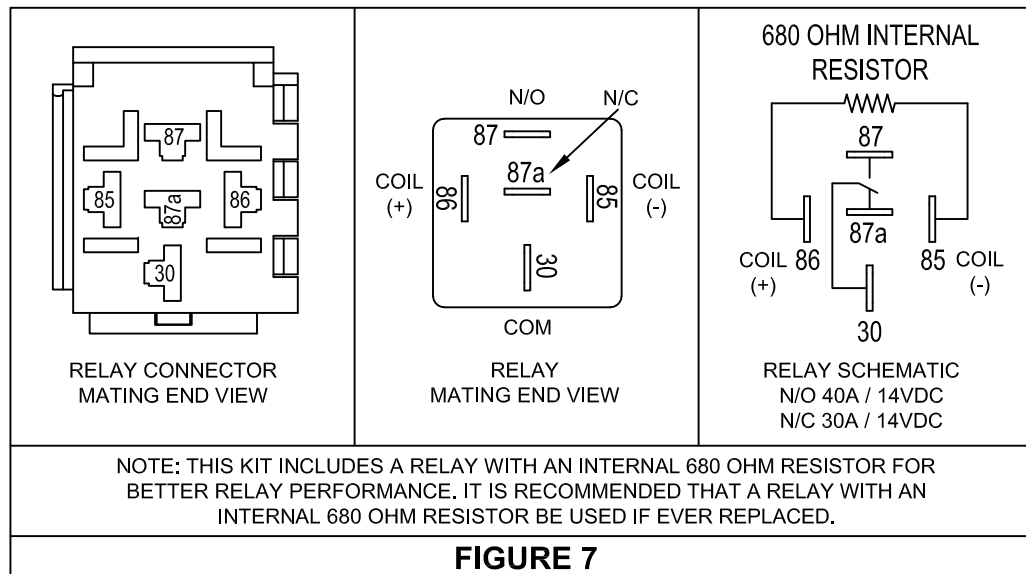 87
85
87a
86
30
RELAY CONNECTOR
MATING END VIEW
N/O
N/C
87
87a
COIL
(+)
86
85
COIL
(-)
30
COM
RELAY
MATING END VIEW
680 OHM INTERNAL
RESISTOR
87
87a
COIL
(+)
86
85
COIL
(-)
30
RELAY SCHEMATIC
N/O 40A / 14VDC
N/C 30A / 14VDC
NOTE: THIS KIT INCLUDES A RELAY WITH AN INTERNAL 680 OHM RESISTOR FOR
BETTER RELAY PERFORMANCE. IT IS RECOMMENDED THAT A RELAY WITH AN
INTERNAL 680 OHM RESISTOR BE USED IF EVER REPLACED.
FIGURE 7